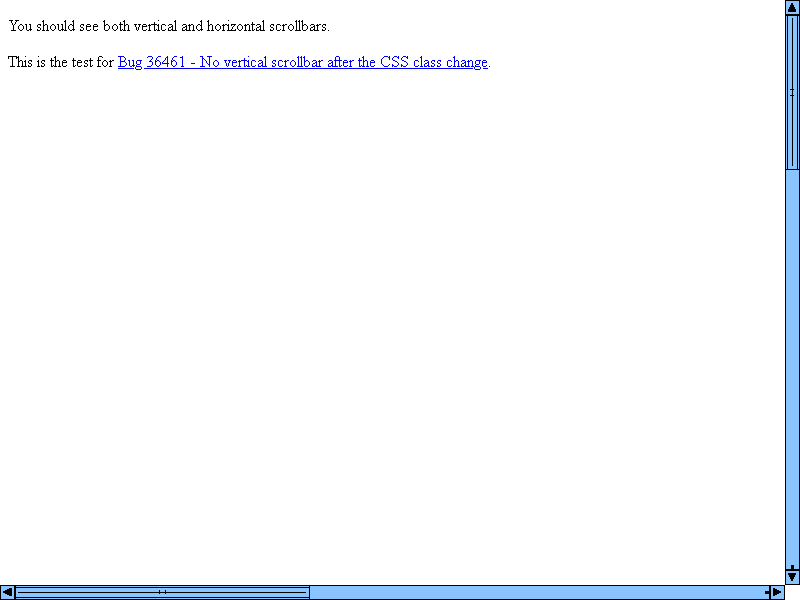 You should see both vertical and horizontal scrollbars.
This is the test for Bug 36461 - No vertical scrollbar after the CSS class change.